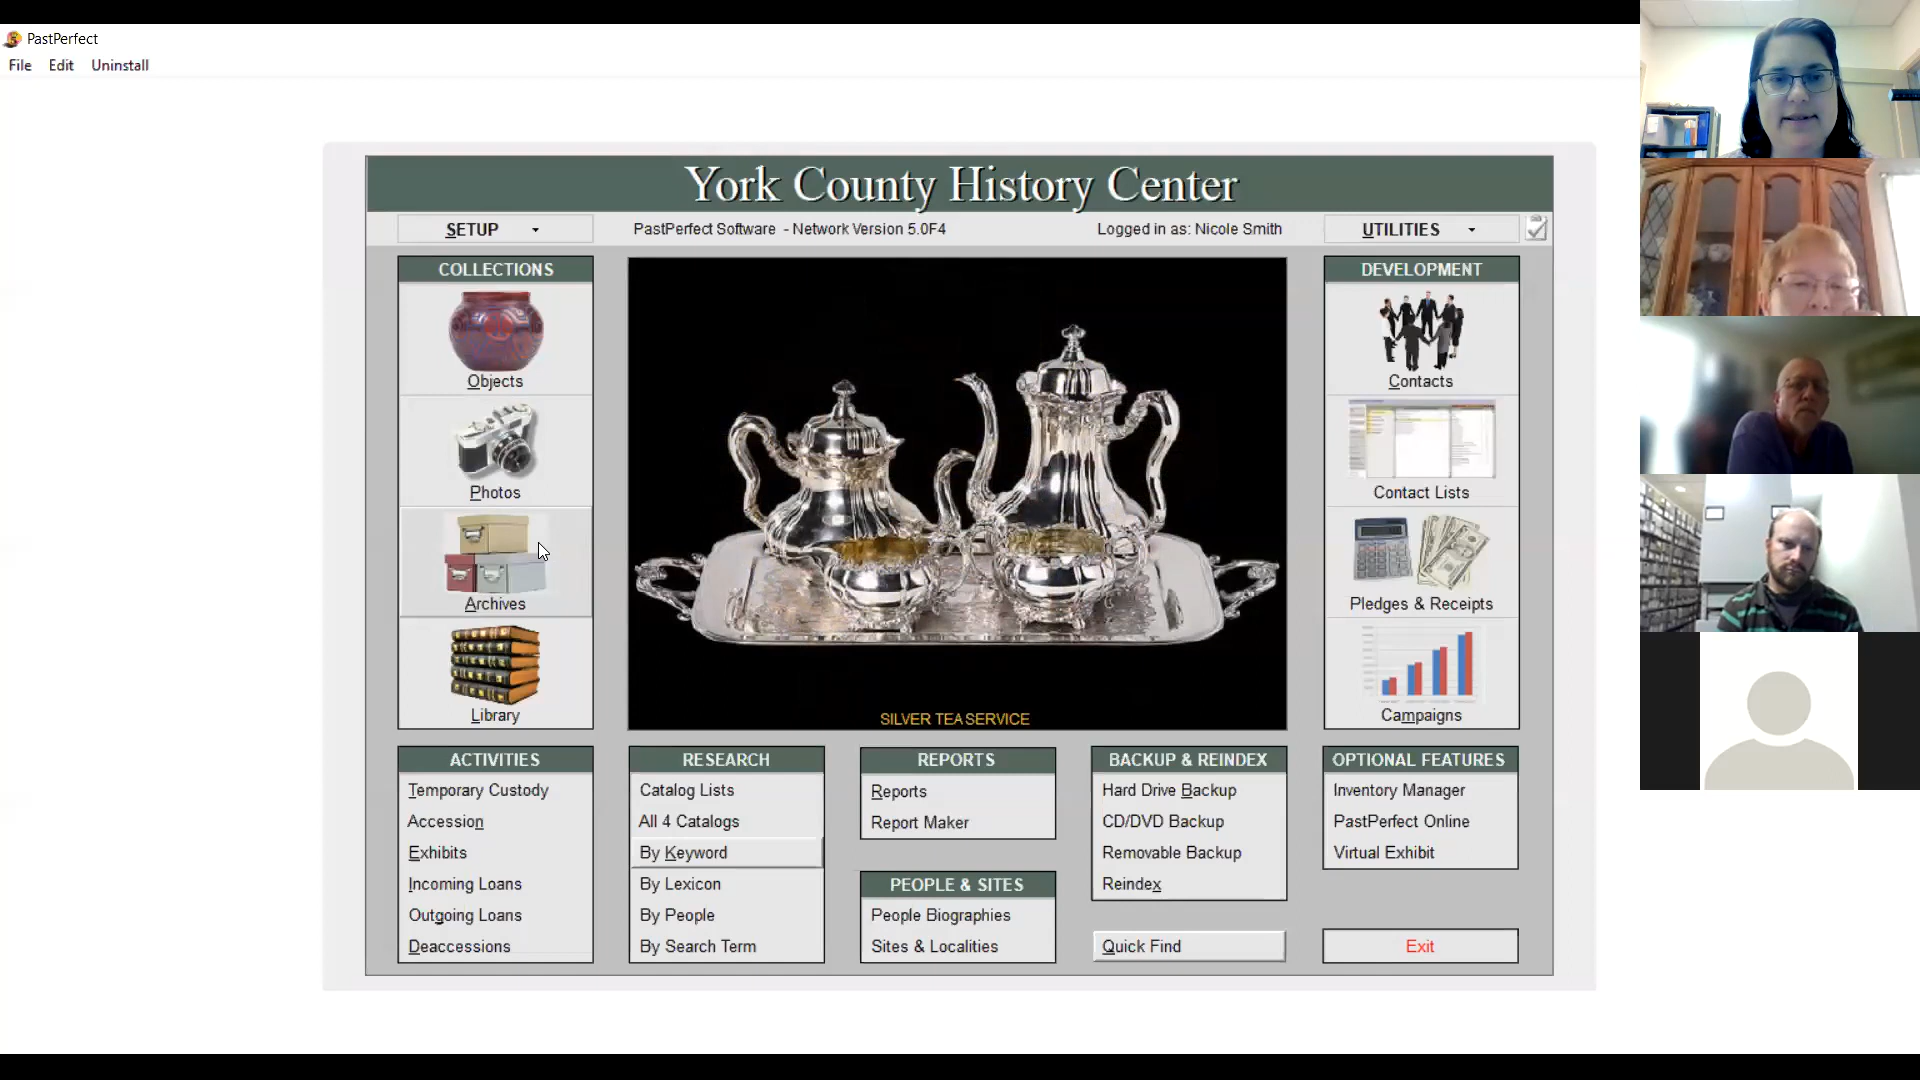 PastPerfect
File Edit Uninstall
York County History Center
SETUP
PastPerfect Software - Network Version 5.0F4
Logged in as: Nicole Smith
UTILITIES
COLLECTIONS
Objects
Photos
Archives
Library
SILVER TEA SERVICE
DEVELOPMENT
Contacts
Contact Lists
Pledges & Receipts
Campaigns
ACTIVITIES
Temporary Custody
Accession
Exhibits
Incoming Loans
Outgoing Loans
Deaccessions
RESEARCH
Catalog Lists
All 4 Catalogs
By Keyword
By Lexicon
By People
By Search Term
REPORTS
Reports
Report Maker
PEOPLE & SITES
People Biographies
Sites & Localities
BACKUP & REINDEX
Hard Drive Backup
CD/DVD Backup
Removable Backup
Reindex
Quick Find
OPTIONAL FEATURES
Inventory Manager
PastPerfect Online
Virtual Exhibit
Exit